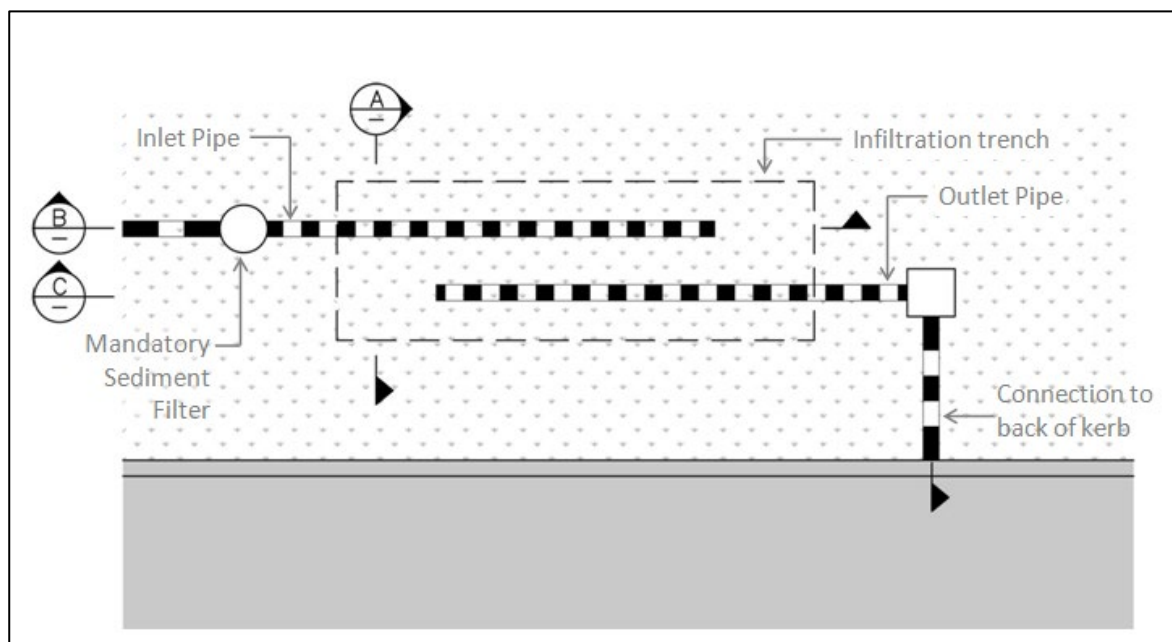 A
–
Inlet Pipe
Infiltration trench
Outlet Pipe
B
–
C
–
Mandatory
Sediment
Filter
Connection to
back of kerb